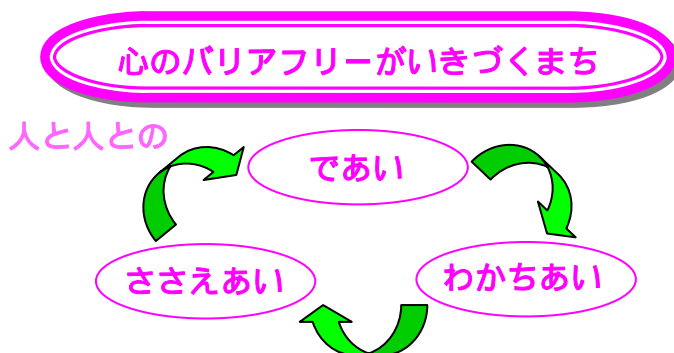 心のバリアフリーがいきづくまち
人と人との
であい
ささえあい
わかちあい